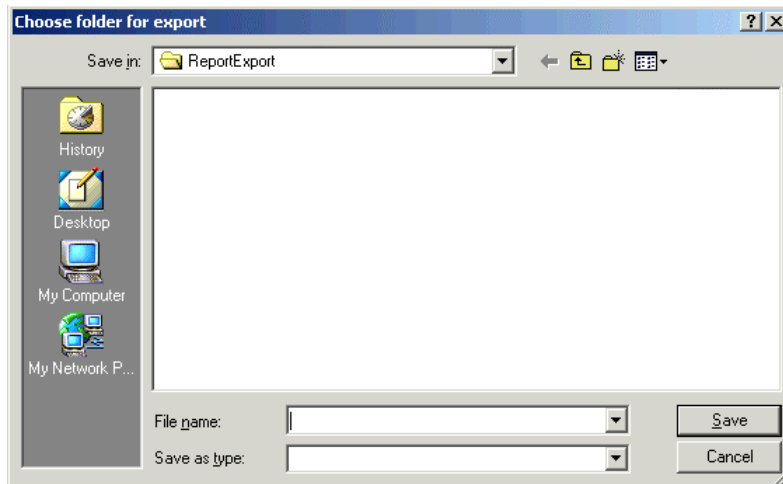 Choose folder for export
Save in: ReportExport
History
Desktop
My Computer
My Network P...
File name:
Save
Save as type:
Cancel